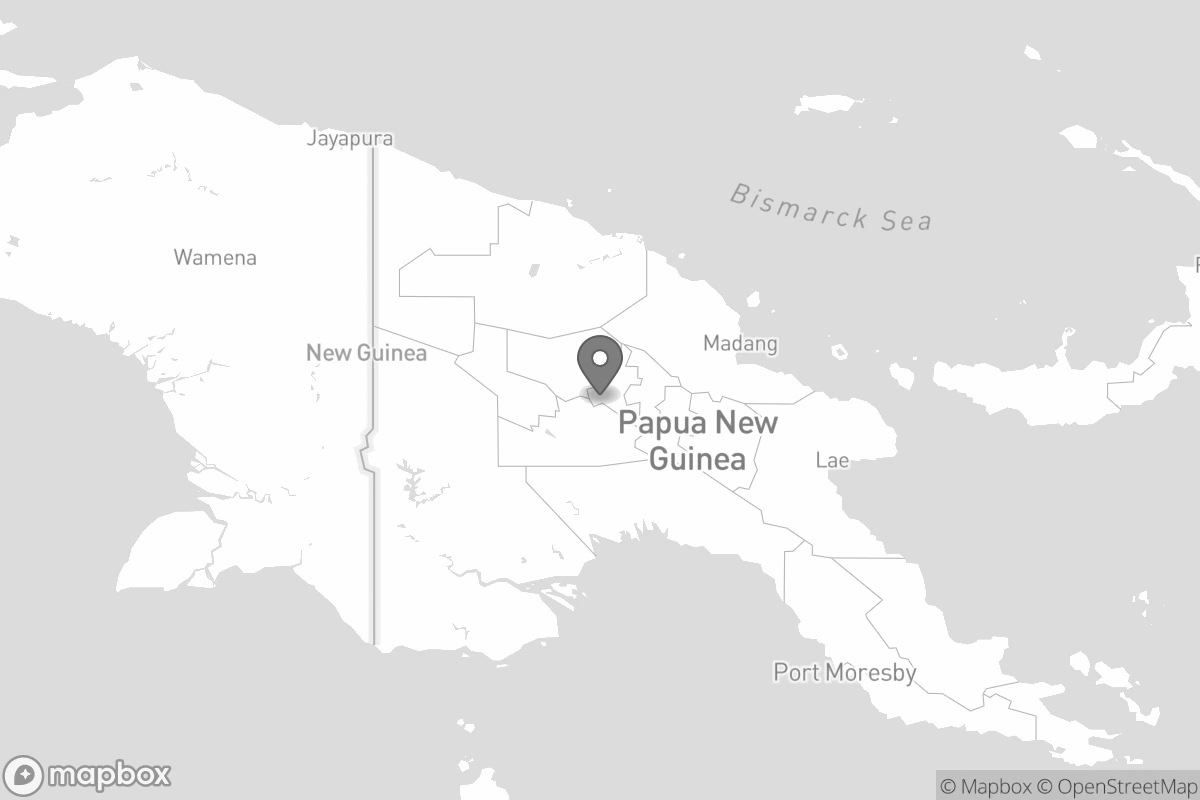 Jayapura
Bismarck Sea
Wamena
New Guinea
Madang
Papua New
Guinea
Lae
Port Moresby
mapbox
© Mapbox © OpenStreetMap